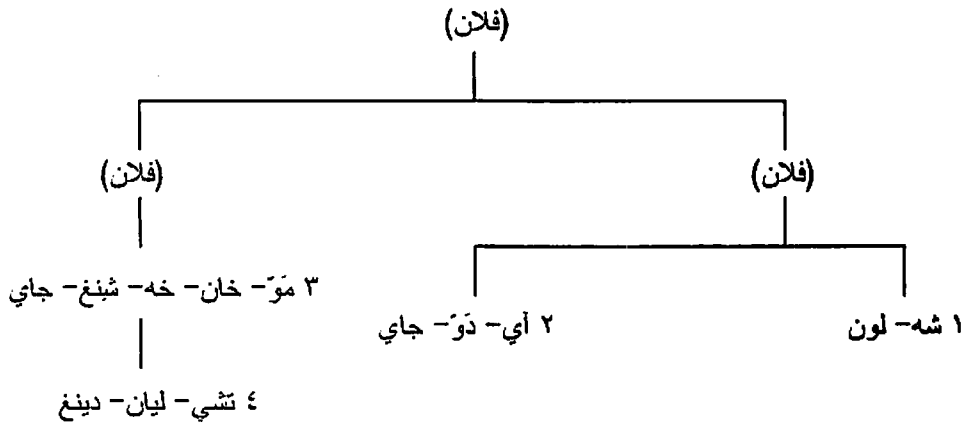 (فلان)
(فلان)
(فلان)
١ شه- لون
٢ أي- دَوّ- جاي
٣ مَوّ- خان- خه- شِنغ- جاي
٤ تشي- ليان- دينغ